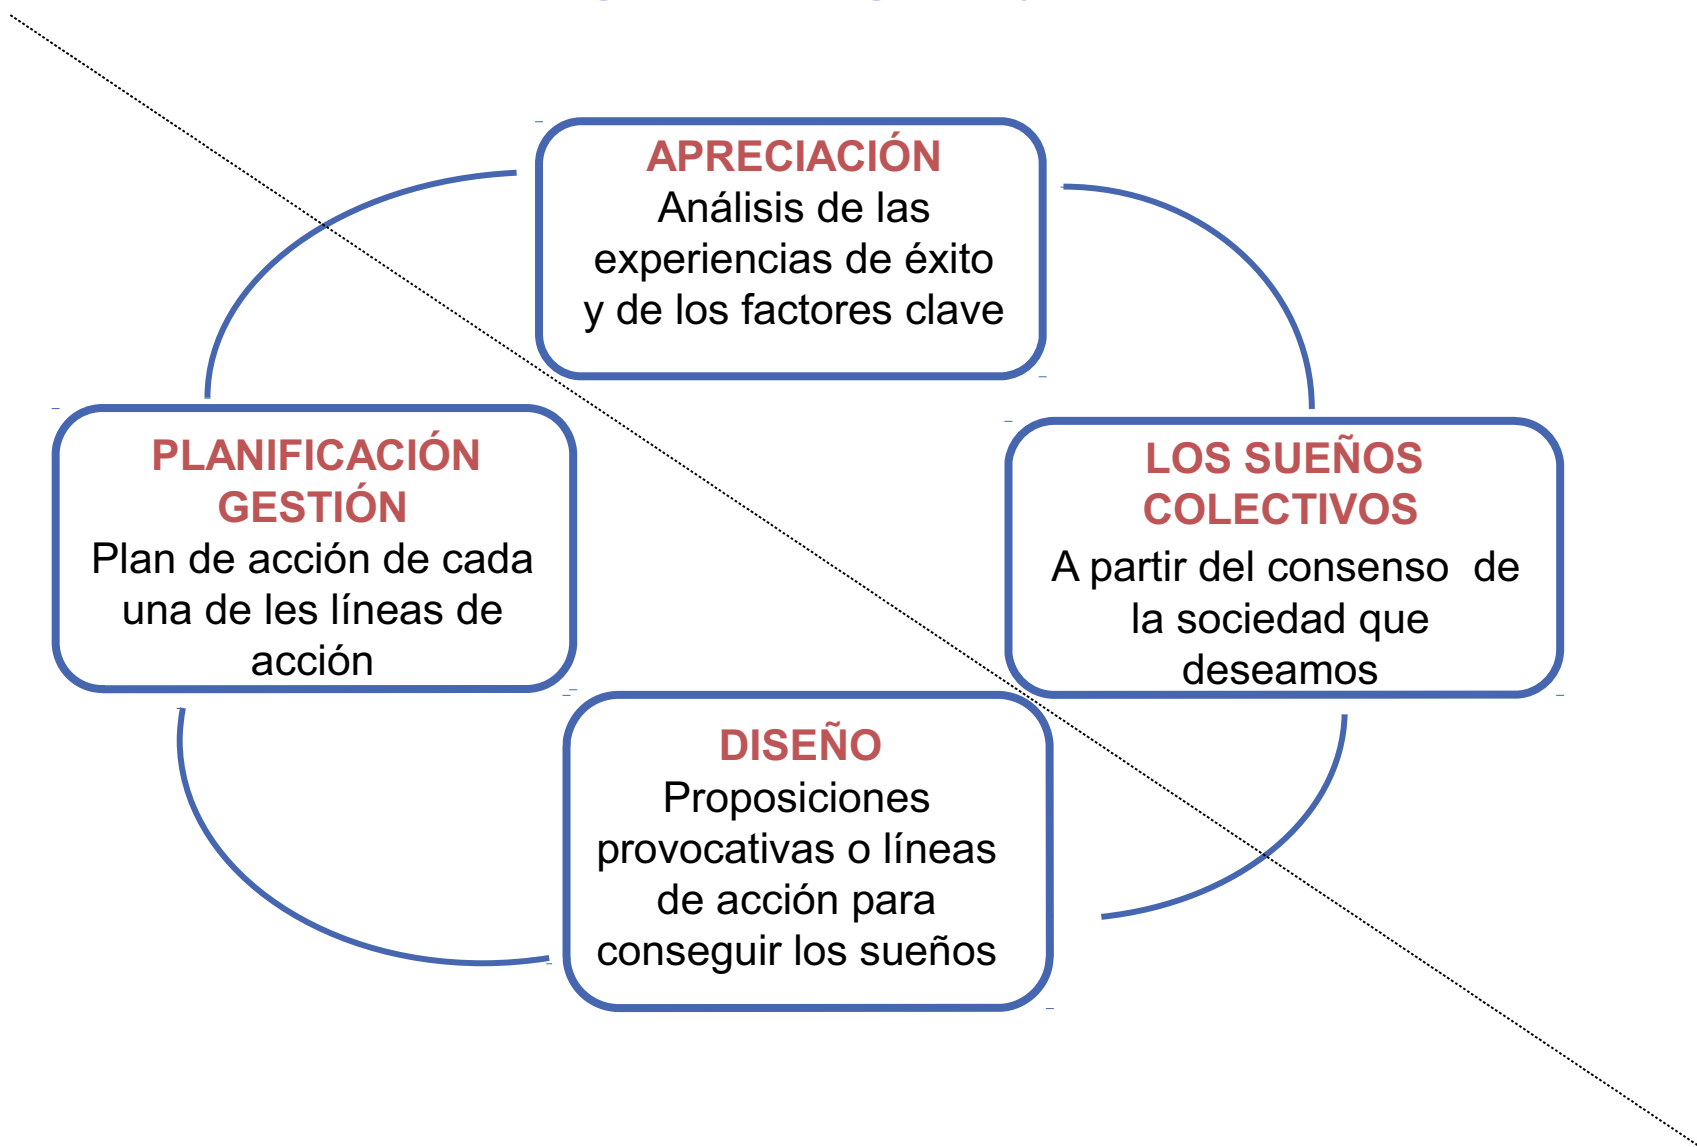 APRECIACIÓN
Análisis de las
experiencias de éxito
y de los factores clave
LOS SUEÑOS
COLECTIVOS
A partir del consenso de
la sociedad que
deseamos
DISEÑO
Proposiciones
provocativas o líneas
de acción para
conseguir los sueños
PLANIFICACIÓN
GESTIÓN
Plan de acción de cada
una de les líneas de
acción